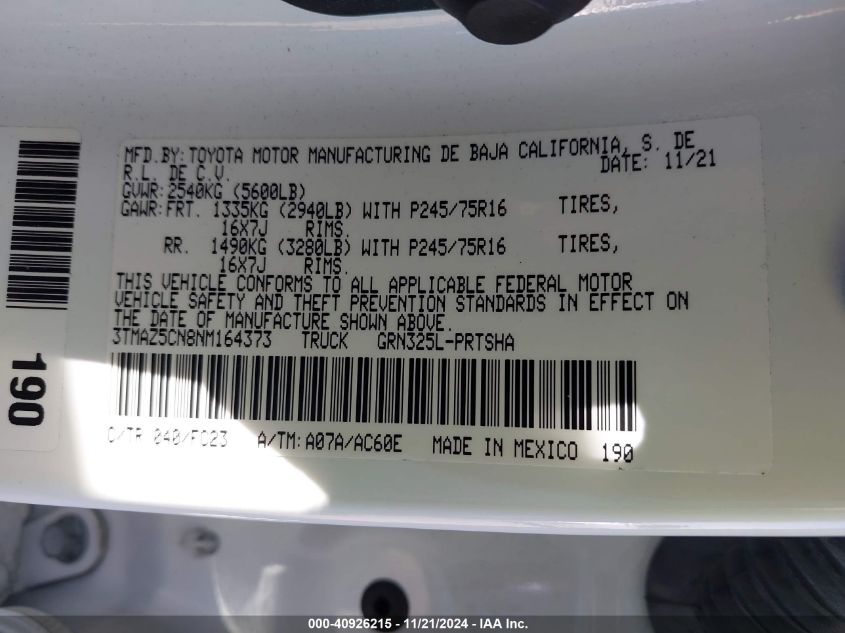 MFD.BY:TOYOTA MOTOR MANUFACTURING DE BAJA CALIFORNIA, S. DE
R.L. DE C.V. DATE: 11/21
GVWR:2540KG (5600LB)
GAWR:FRT. 1335KG (2940LB) WITH P245/75R16 TIRES,
16X7J RIMS.
RR. 1490KG (3280LB) WITH P245/75R16 TIRES,
16X7J RIMS.
THIS VEHICLE CONFORMS TO ALL APPLICABLE FEDERAL MOTOR
VEHICLE SAFETY AND THEFT PREVENTION STANDARDS IN EFFECT ON
THE DATE OF MANUFACTURE SHOWN ABOVE.
3TMAZ5CN8NM164373 TRUCK GRN325L-PRTSHA
C/TR 040/FC23 A/TM:A07A/AC60E MADE IN MEXICO 190
190
000-40926215 - 11/21/2024 - IAA Inc.